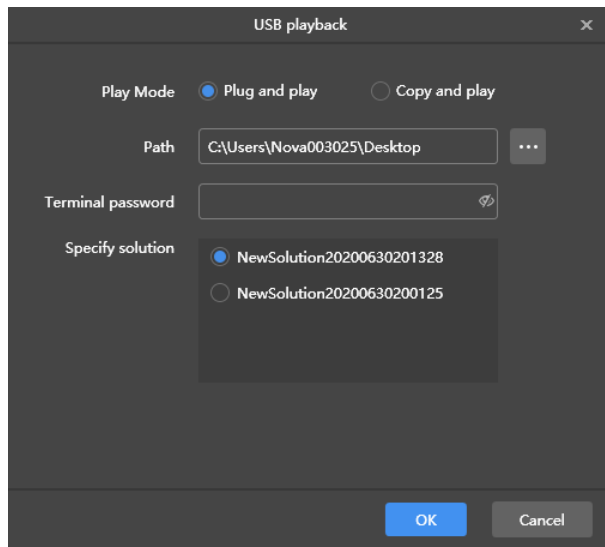 USB playback
Play Mode Plug and play Copy and play
Path C:\Users\Nova003025\Desktop ...
Terminal password
Specify solution NewSolution20200630201328
NewSolution20200630200125
OK Cancel